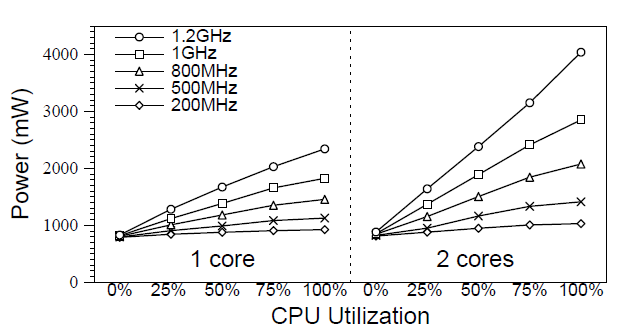 1.2GHz
1GHz
800MHz
500MHz
200MHz
4000
3000
2000
1000
0
Power (mW)
1 core
2 cores
0% 25% 50% 75% 100% 0% 25% 50% 75% 100%
CPU Utilization